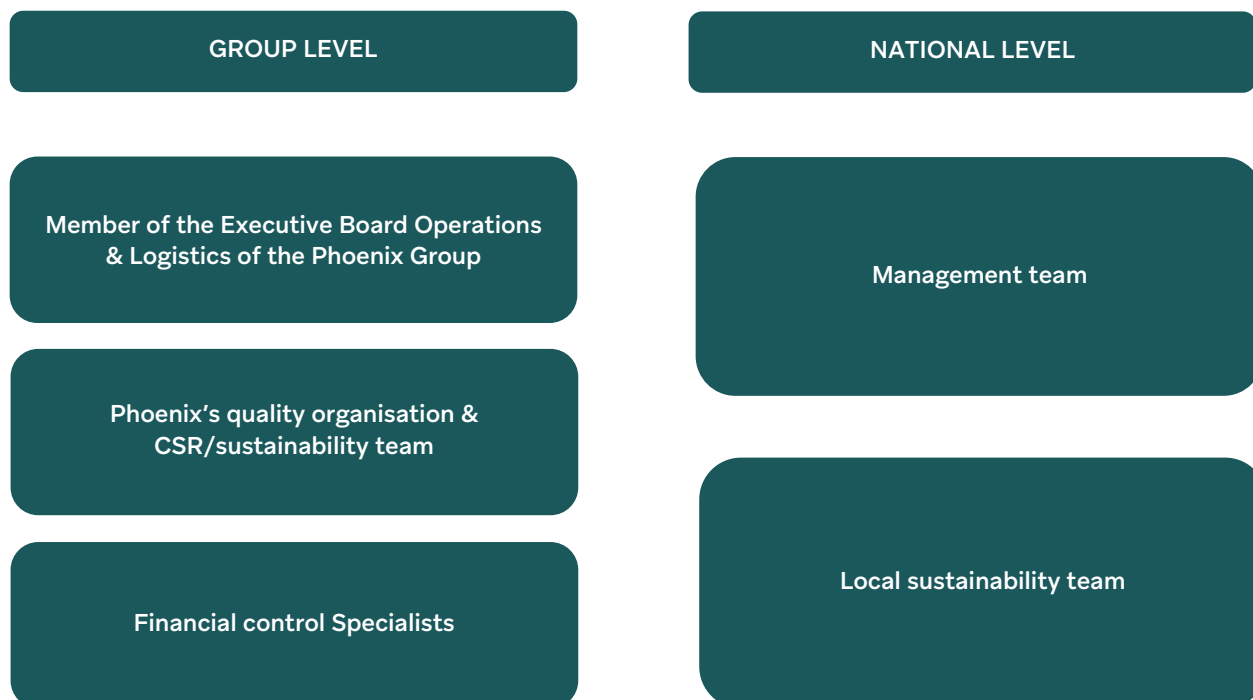 GROUP LEVEL
Member of the Executive Board Operations
& Logistics of the Phoenix Group
Phoenix’s quality organisation &
CSR/sustainability team
Financial control Specialists
NATIONAL LEVEL
Management team
Local sustainability team